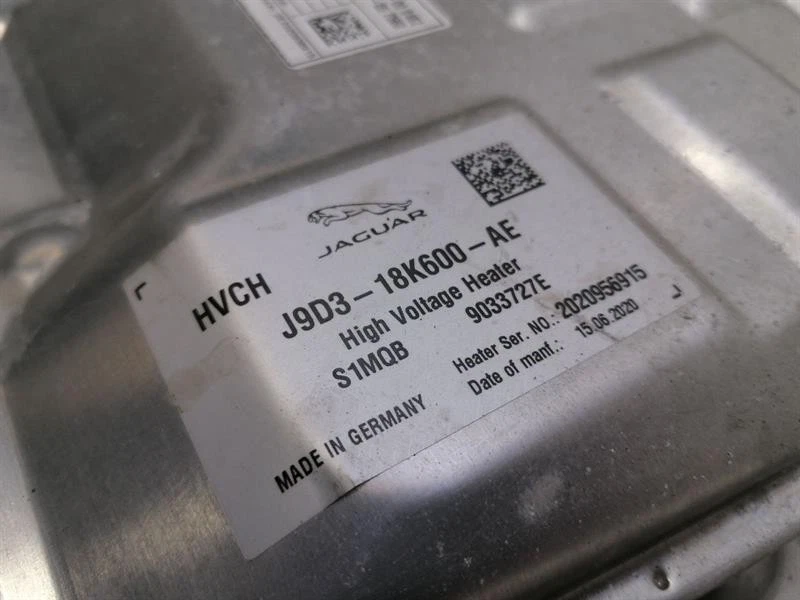 JAGUAR
HVCH
J9D3-18K600-AE
High Voltage Heater
S1MQB 9033727E
Heater Ser. NO.: 2020956915
Date of manf.: 15.06.2020
MADE IN GERMANY